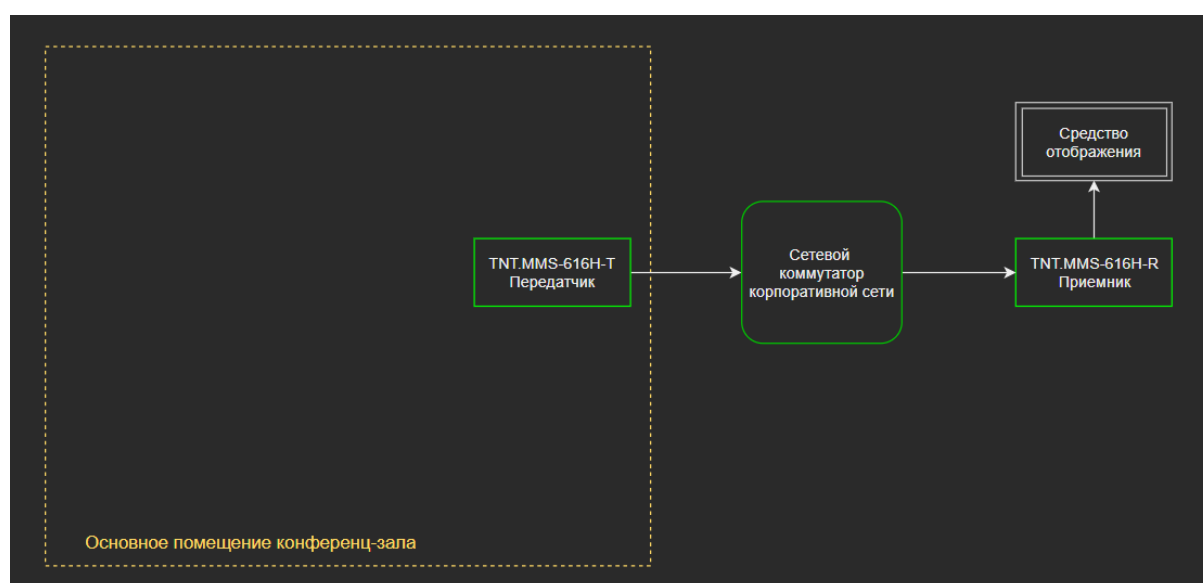 Средство
отображения
TNT.MMS-616H-T
Передатчик
Сетевой
коммутатор
корпоративной сети
TNT.MMS-616H-R
Приемник
Основное помещение конференц-зала